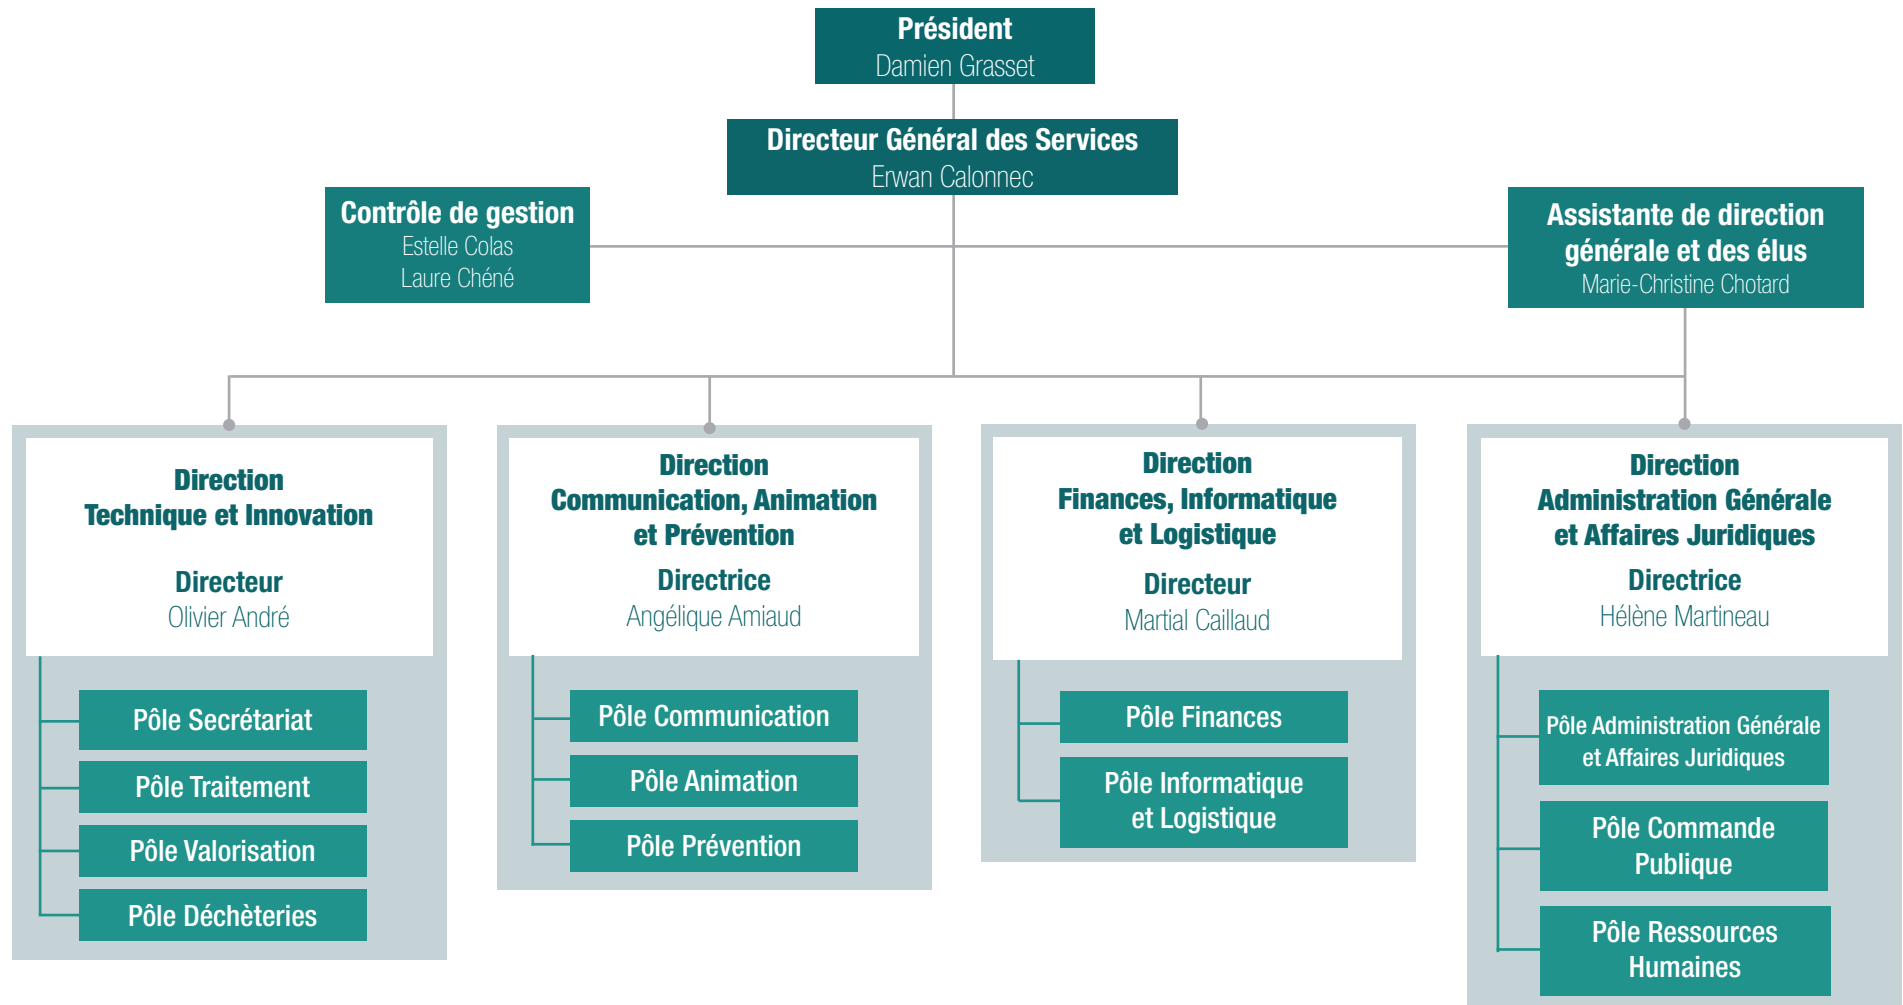 Président
Damien Grasset
Directeur Général des Services
Erwan Calonnec
Contrôle de gestion
Estelle Colas
Laure Chéné
Assistante de direction
générale et des élus
Marie-Christine Chotard
Direction
Technique et Innovation
Directeur
Olivier André
Pôle Secrétariat
Pôle Traitement
Pôle Valorisation
Pôle Déchèteries
Direction
Communication, Animation
et Prévention
Directrice
Angélique Amiaud
Pôle Communication
Pôle Animation
Pôle Prévention
Direction
Finances, Informatique
et Logistique
Directeur
Martial Caillaud
Pôle Finances
Pôle Informatique
et Logistique
Direction
Administration Générale
et Affaires Juridiques
Directrice
Hélène Martineau
Pôle Administration Générale
et Affaires Juridiques
Pôle Commande
Publique
Pôle Ressources
Humaines